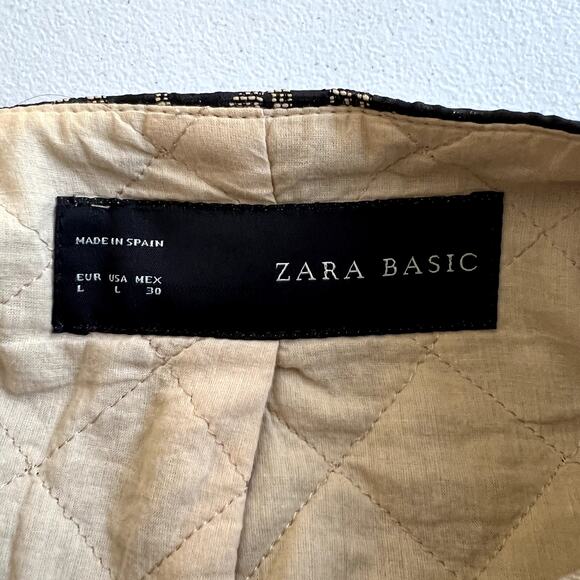 MADE IN SPAIN
EUR USA MEX
L L 30
ZARA BASIC